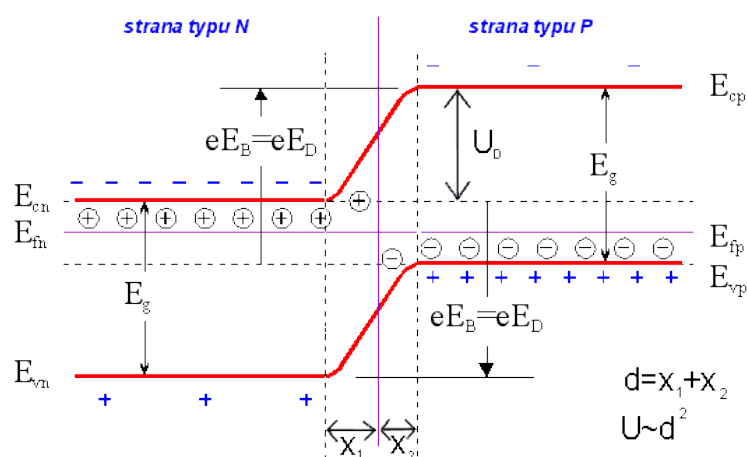 strana typu N
strana typu P
E_cp
eE_B=eE_D
U_D
E_g
E_cn
E_fn
E_fp
E_vp
E_g
eE_B=eE_D
E_vn
x_1
x_2
d=x_1+x_2
U~d^2